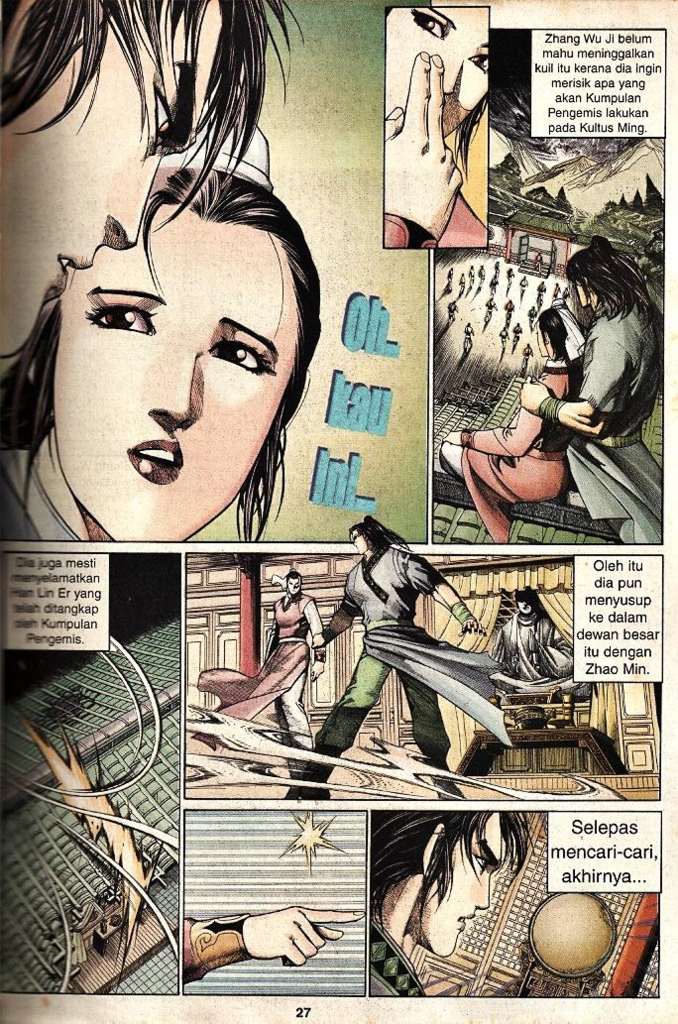 Oh..
Ini..
Zhang Wu Ji belum
mahu meninggalkan
kuil itu kerana dia ingin
merisik apa yang
akan Kumpulan
Pengemis lakukan
pada Kultus Ming.
Dia juga mesti
menyelamatkan
Han Lin Er yang
telah ditangkap
oleh Kumpulan
Pengemis.
Oleh itu
dia pun
menyusup
ke dalam
dewan besar
itu dengan
Zhao Min.
Selepas
mencari-cari,
akhirnya...
27